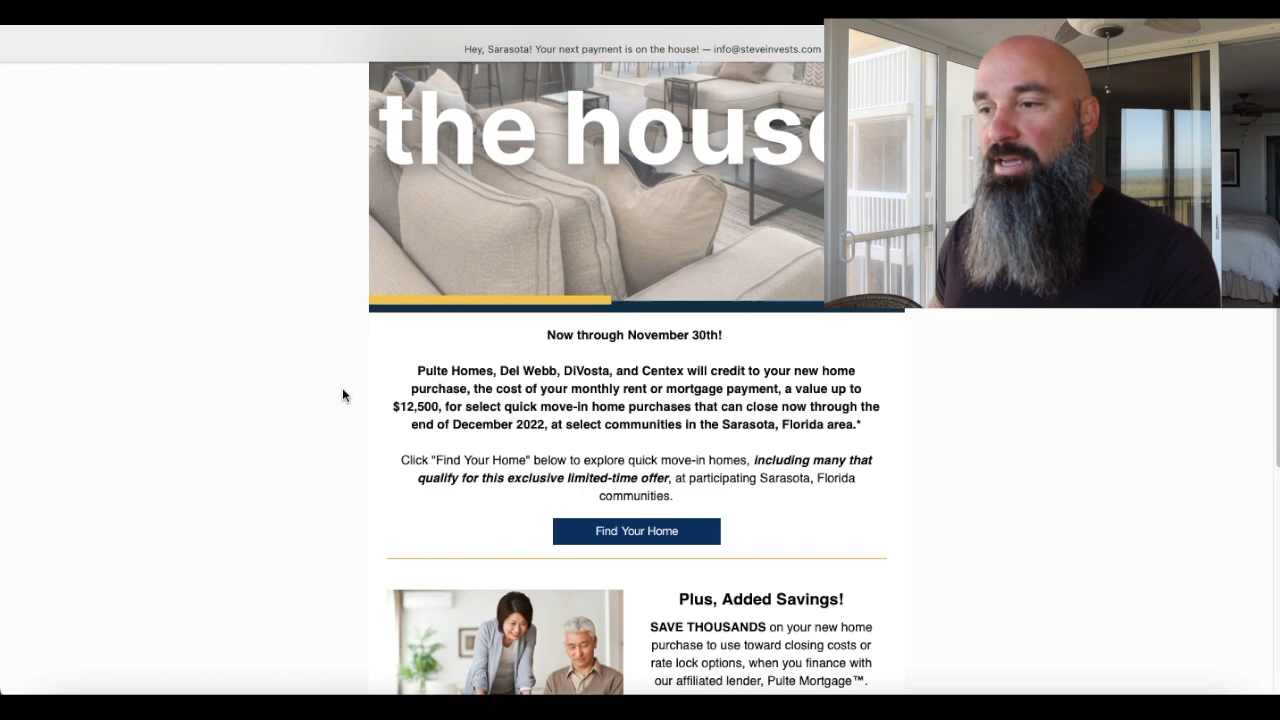 Hey, Sarasota! Your next payment is on the house! — info@steveinvests.com
the house
Now through November 30th!
Pulte Homes, Del Webb, DiVosta, and Centex will credit to your new home
purchase, the cost of your monthly rent or mortgage payment, a value up to
$12,500, for select quick move-in home purchases that can close now through the
end of December 2022, at select communities in the Sarasota, Florida area.*
Click "Find Your Home" below to explore quick move-in homes, including many that
qualify for this exclusive limited-time offer, at participating Sarasota, Florida
communities.
Find Your Home
Plus, Added Savings!
SAVE THOUSANDS on your new home
purchase to use toward closing costs or
rate lock options, when you finance with
our affiliated lender, Pulte Mortgage™.